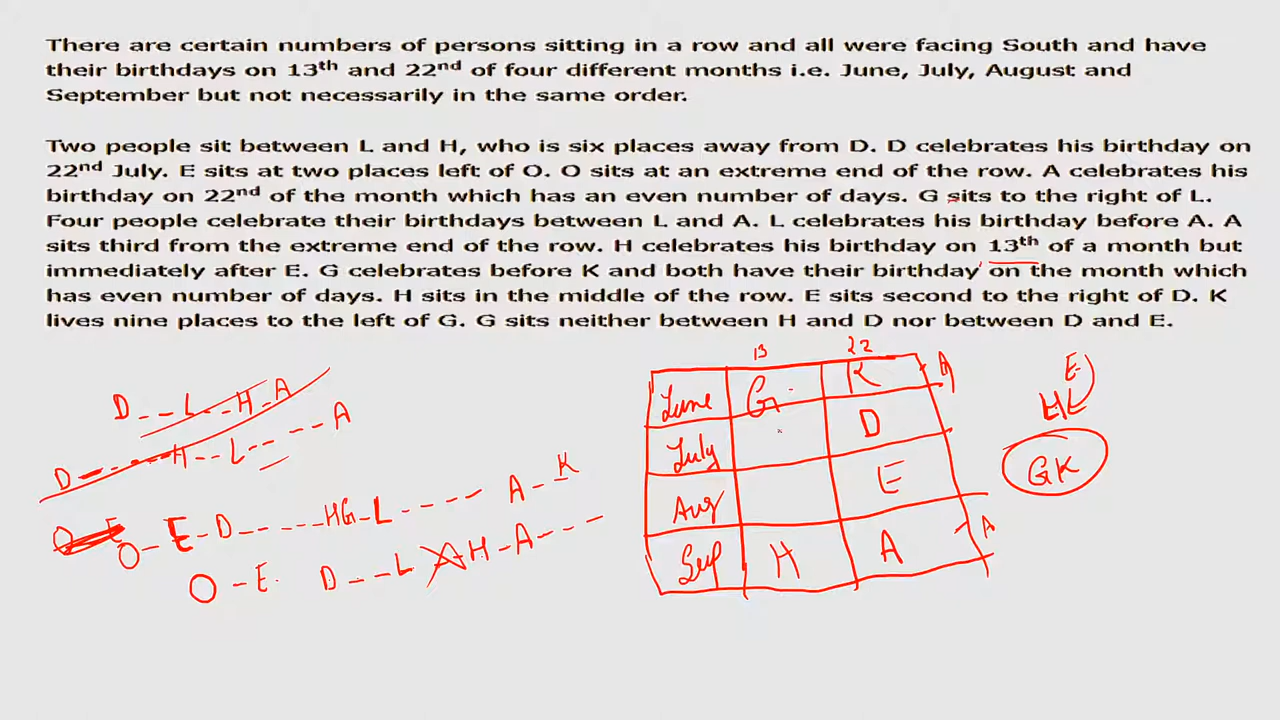 There are certain numbers of persons sitting in a row and all were facing South and have
their birthdays on 13th and 22nd of four different months i.e. June, July, August and
September but not necessarily in the same order.
Two people sit between L and H, who is six places away from D. D celebrates his birthday on
22nd July. E sits at two places left of O. O sits at an extreme end of the row. A celebrates his
birthday on 22nd of the month which has an even number of days. G sits to the right of L.
Four people celebrate their birthdays between L and A. L celebrates his birthday before A. A
sits third from the extreme end of the row. H celebrates his birthday on 13th of a month but
immediately after E. G celebrates before K and both have their birthday on the month which
has even number of days. H sits in the middle of the row. E sits second to the right of D. K
lives nine places to the left of G. G sits neither between H and D nor between D and E.
D _ _ L _ _ H _ A
D _ _ _ _ _ H _ _ L _ _ _ _ A
O _ E _ D _ _ _ _ _ H G _ L _ _ _ _ _ A _ K
O _ E _ D _ _ L _ _ H _ A _ _ _
13 22
June G K A
July D
Aug E
Sep H A A
E
H
GK